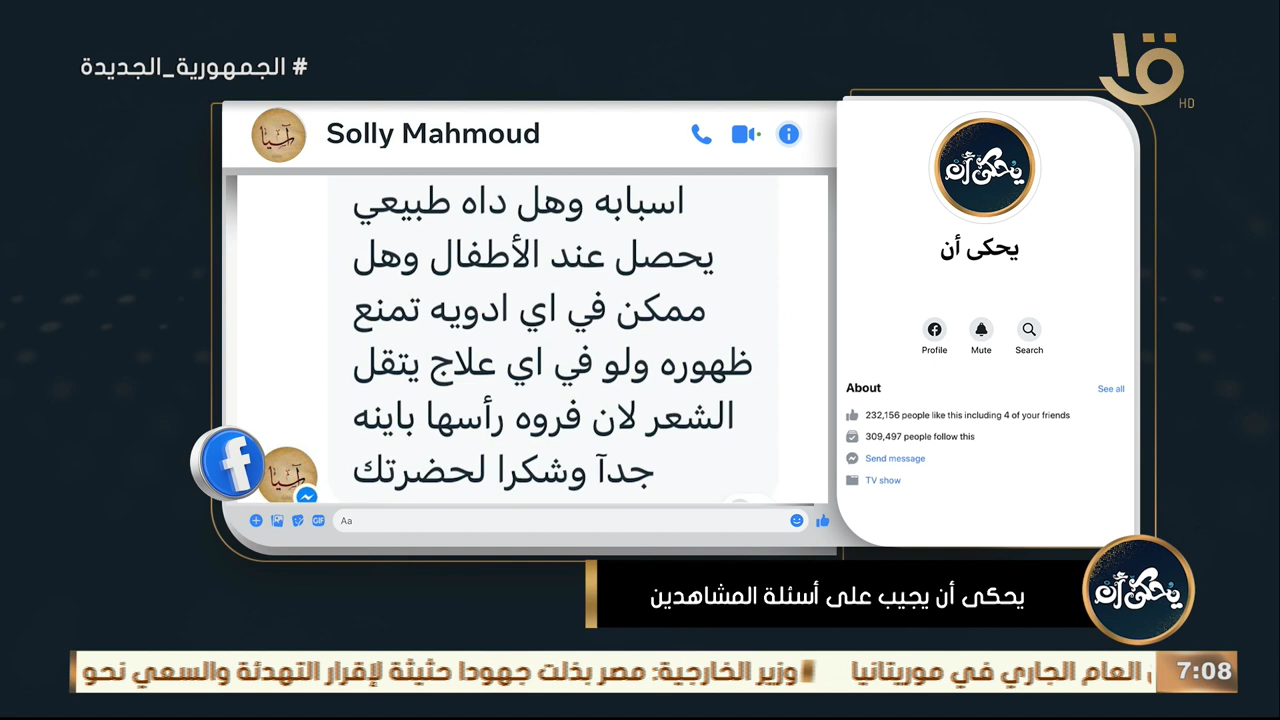 # الجمهورية_الجديدة
HD
Solly Mahmoud
اسبابه وهل داه طبيعي
يحصل عند الأطفال وهل
ممكن في اي ادويه تمنع
ظهوره ولو في اي علاج يتقل
الشعر لان فروه رأسها باينه
جدآ وشكرا لحضرتك
GIF
Aa
يحكى أن
يحكى أن
Profile
Mute
Search
About
See all
232,156 people like this including 4 of your friends
309,497 people follow this
Send message
TV show
يحكى أن يجيب على أسئلة المشاهدين
يحكى أن
العام الجاري في موريتانيا
وزير الخارجية: مصر بذلت جهودا حثيثة لإقرار التهدئة والسعي نحو
7:08